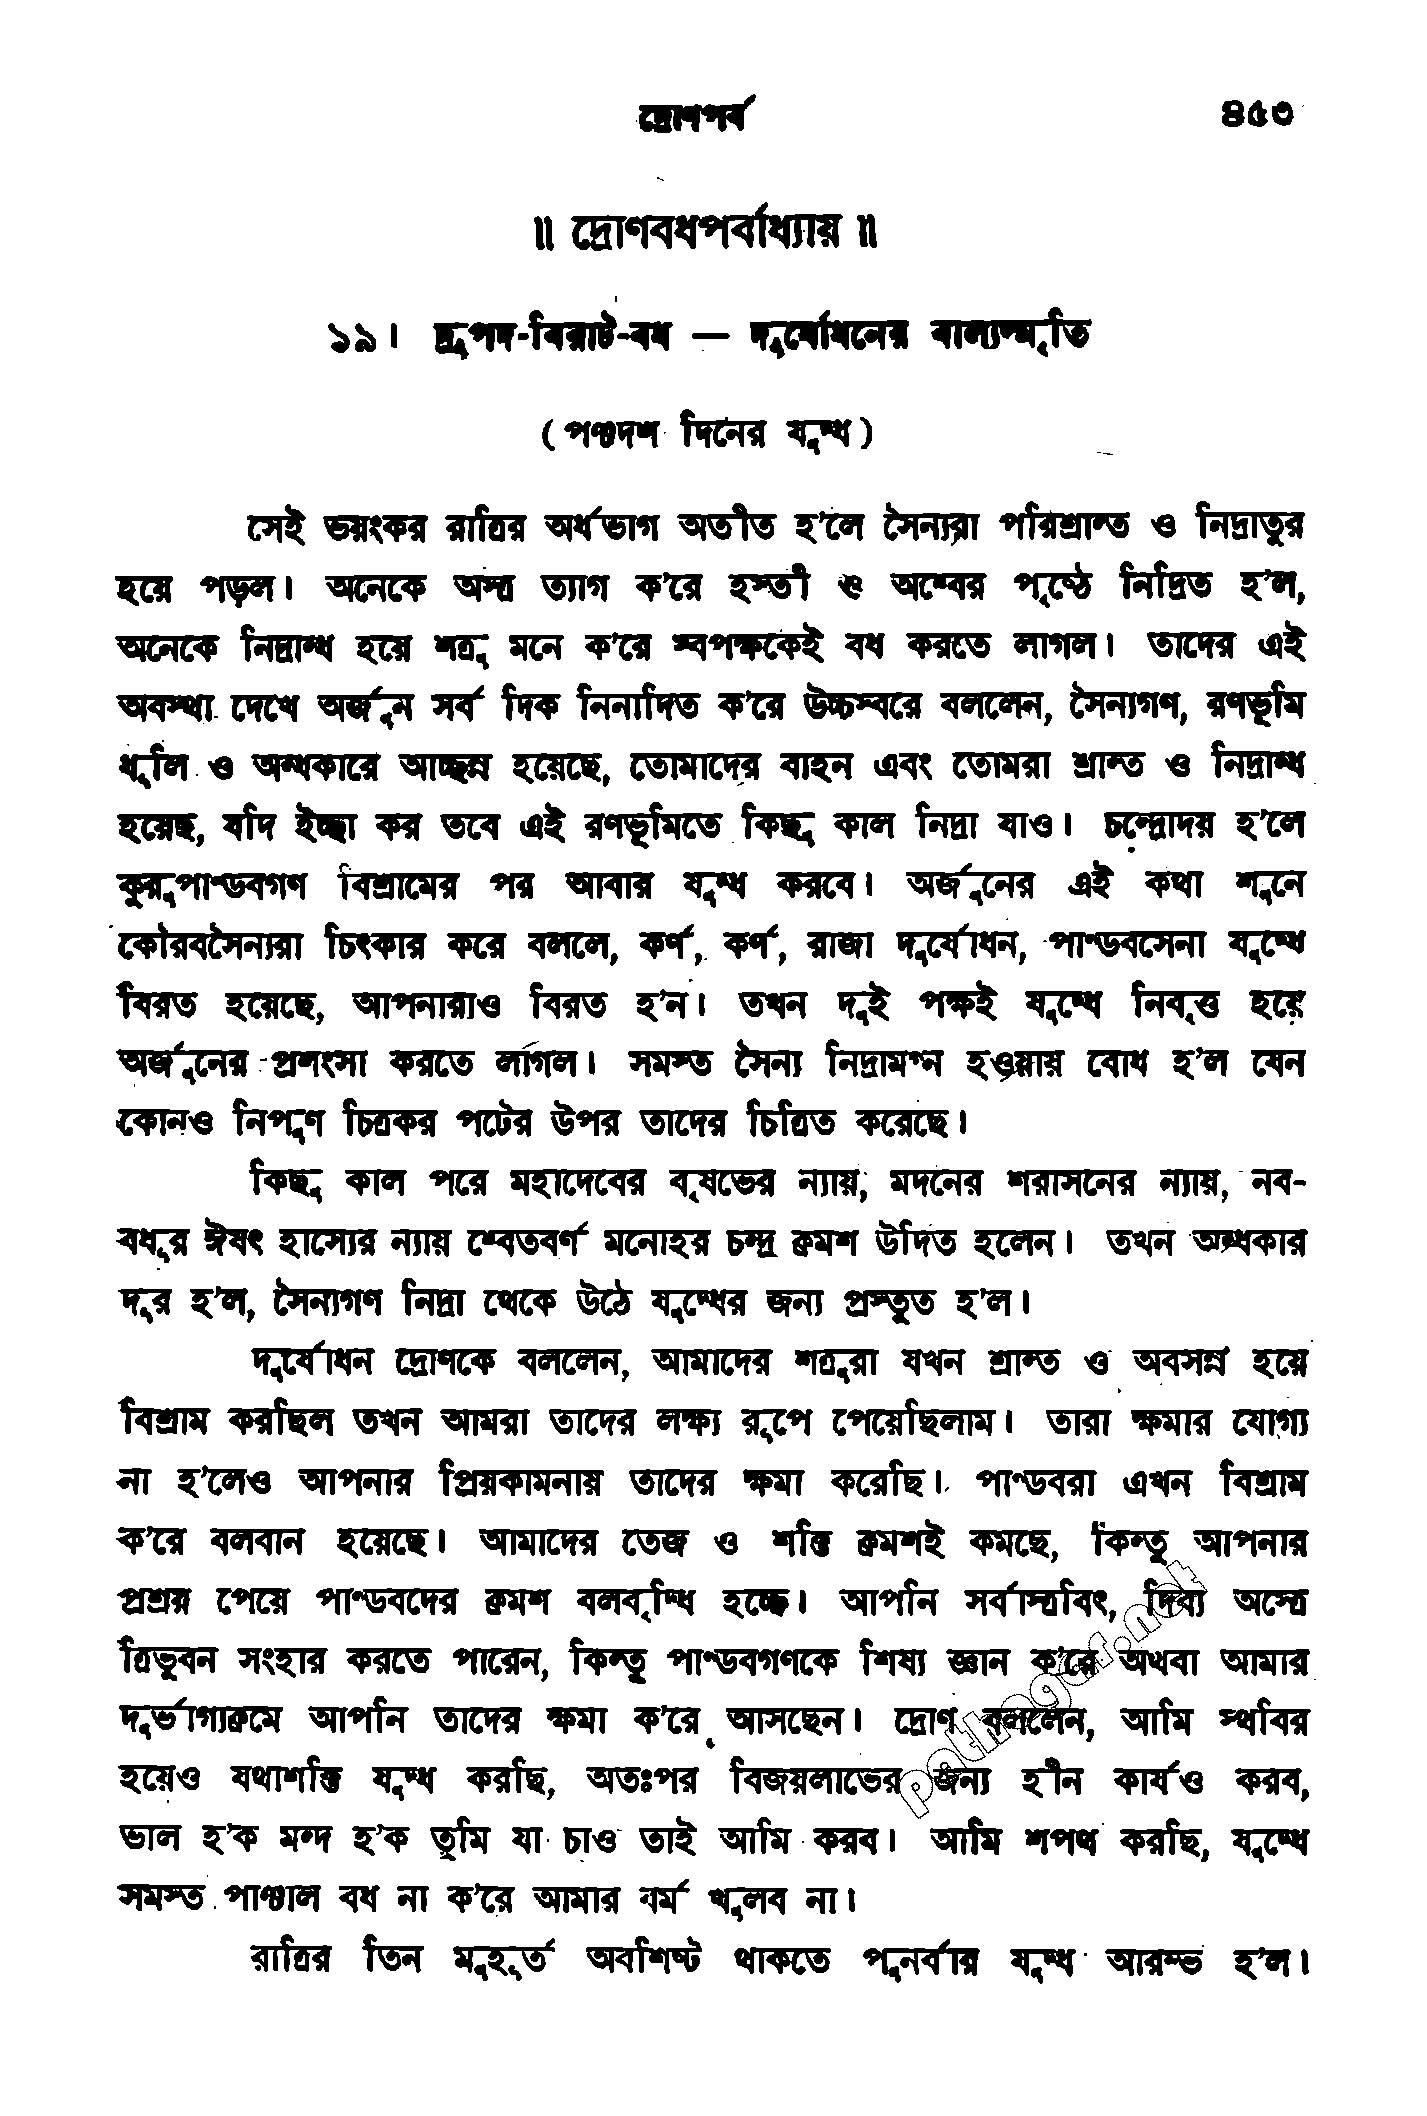 দ্রোণপর্ব ৪৫৩
॥ দ্রোণবধপর্বাধ্যায় ॥
১৯। দ্রুপদ-বিরাট-বধ — দুর্যোধনের বাল্যস্মৃতি
(পঞ্চদশ দিনের যুদ্ধ)
সেই ভয়ংকর রাত্রির অর্ধভাগ অতীত হ'লে সৈন্যরা পরিশ্রান্ত ও নিদ্রাতুর
হয়ে পড়ল। অনেকে অস্ত্র ত্যাগ ক'রে হস্তী ও অশ্বের পৃষ্ঠে নিদ্রিত হ'ল,
অনেকে নিদ্রান্ধ হয়ে শত্রু মনে ক'রে স্বপক্ষকেই বধ করতে লাগল। তাদের এই
অবস্থা দেখে অর্জুন সর্ব দিক নিনাদিত ক'রে উচ্চস্বরে বললেন, সৈন্যগণ, রণভূমি
ধূলি ও অন্ধকারে আচ্ছন্ন হয়েছে, তোমাদের বাহন এবং তোমরা শ্রান্ত ও নিদ্রান্ধ
হয়েছ, যদি ইচ্ছা কর তবে এই রণভূমিতে কিছু কাল নিদ্রা যাও। চন্দ্রোদয় হ'লে
কুরুপাণ্ডবগণ বিশ্রামের পর আবার যুদ্ধ করবে। অর্জুনের এই কথা শুনে
কৌরবসৈন্যরা চিৎকার করে বললে, কর্ণ, কর্ণ, রাজা দুর্যোধন, পাণ্ডবসেনা যুদ্ধে
বিরত হয়েছে, আপনারাও বিরত হ'ন। তখন দুই পক্ষই যুদ্ধে নিবৃত্ত হয়ে
অর্জুনের প্রশংসা করতে লাগল। সমস্ত সৈন্য নিদ্রামগ্ন হওয়ায় বোধ হ'ল যেন
কোনও নিপুণ চিত্রকর পটের উপর তাদের চিত্রিত করেছে।
কিছু কাল পরে মহাদেবের বৃষভের ন্যায়, মদনের শরাসনের ন্যায়, নব-
বধূর ঈষৎ হাস্যের ন্যায় শ্বেতবর্ণ মনোহর চন্দ্র ক্রমশ উদিত হলেন। তখন অন্ধকার
দূর হ'ল, সৈন্যগণ নিদ্রা থেকে উঠে যুদ্ধের জন্য প্রস্তুত হ'ল।
দুর্যোধন দ্রোণকে বললেন, আমাদের শত্রুরা যখন শ্রান্ত ও অবসন্ন হয়ে
বিশ্রাম করছিল তখন আমরা তাদের লক্ষ্য রূপে পেয়েছিলাম। তারা ক্ষমার যোগ্য
না হ'লেও আপনার প্রিয়কামনায় তাদের ক্ষমা করেছি। পাণ্ডবরা এখন বিশ্রাম
ক'রে বলবান হয়েছে। আমাদের তেজ ও শক্তি ক্রমশই কমছে, কিন্তু আপনার
প্রশ্রয় পেয়ে পাণ্ডবদের ক্রমশ বলবৃদ্ধি হচ্ছে। আপনি সর্বাস্ত্রবিৎ, দিব্য অস্ত্রে
ত্রিভুবন সংহার করতে পারেন, কিন্তু পাণ্ডবগণকে শিষ্য জ্ঞান ক'রে অথবা আমার
দুর্ভাগ্যক্রমে আপনি তাদের ক্ষমা ক'রে আসছেন। দ্রোণ বললেন, আমি স্থবির
হয়েও যথাশক্তি যুদ্ধ করছি, অতঃপর বিজয়লাভের জন্য হীন কার্যও করব,
ভাল হ'ক মন্দ হ'ক তুমি যা চাও তাই আমি করব। আমি শপথ করছি, যুদ্ধে
সমস্ত পাঞ্চাল বধ না ক'রে আমার বর্ম খুলব না।
রাত্রির তিন মুহূর্ত অবশিষ্ট থাকতে পুনর্বার যুদ্ধ আরম্ভ হ'ল।
pathagar.net